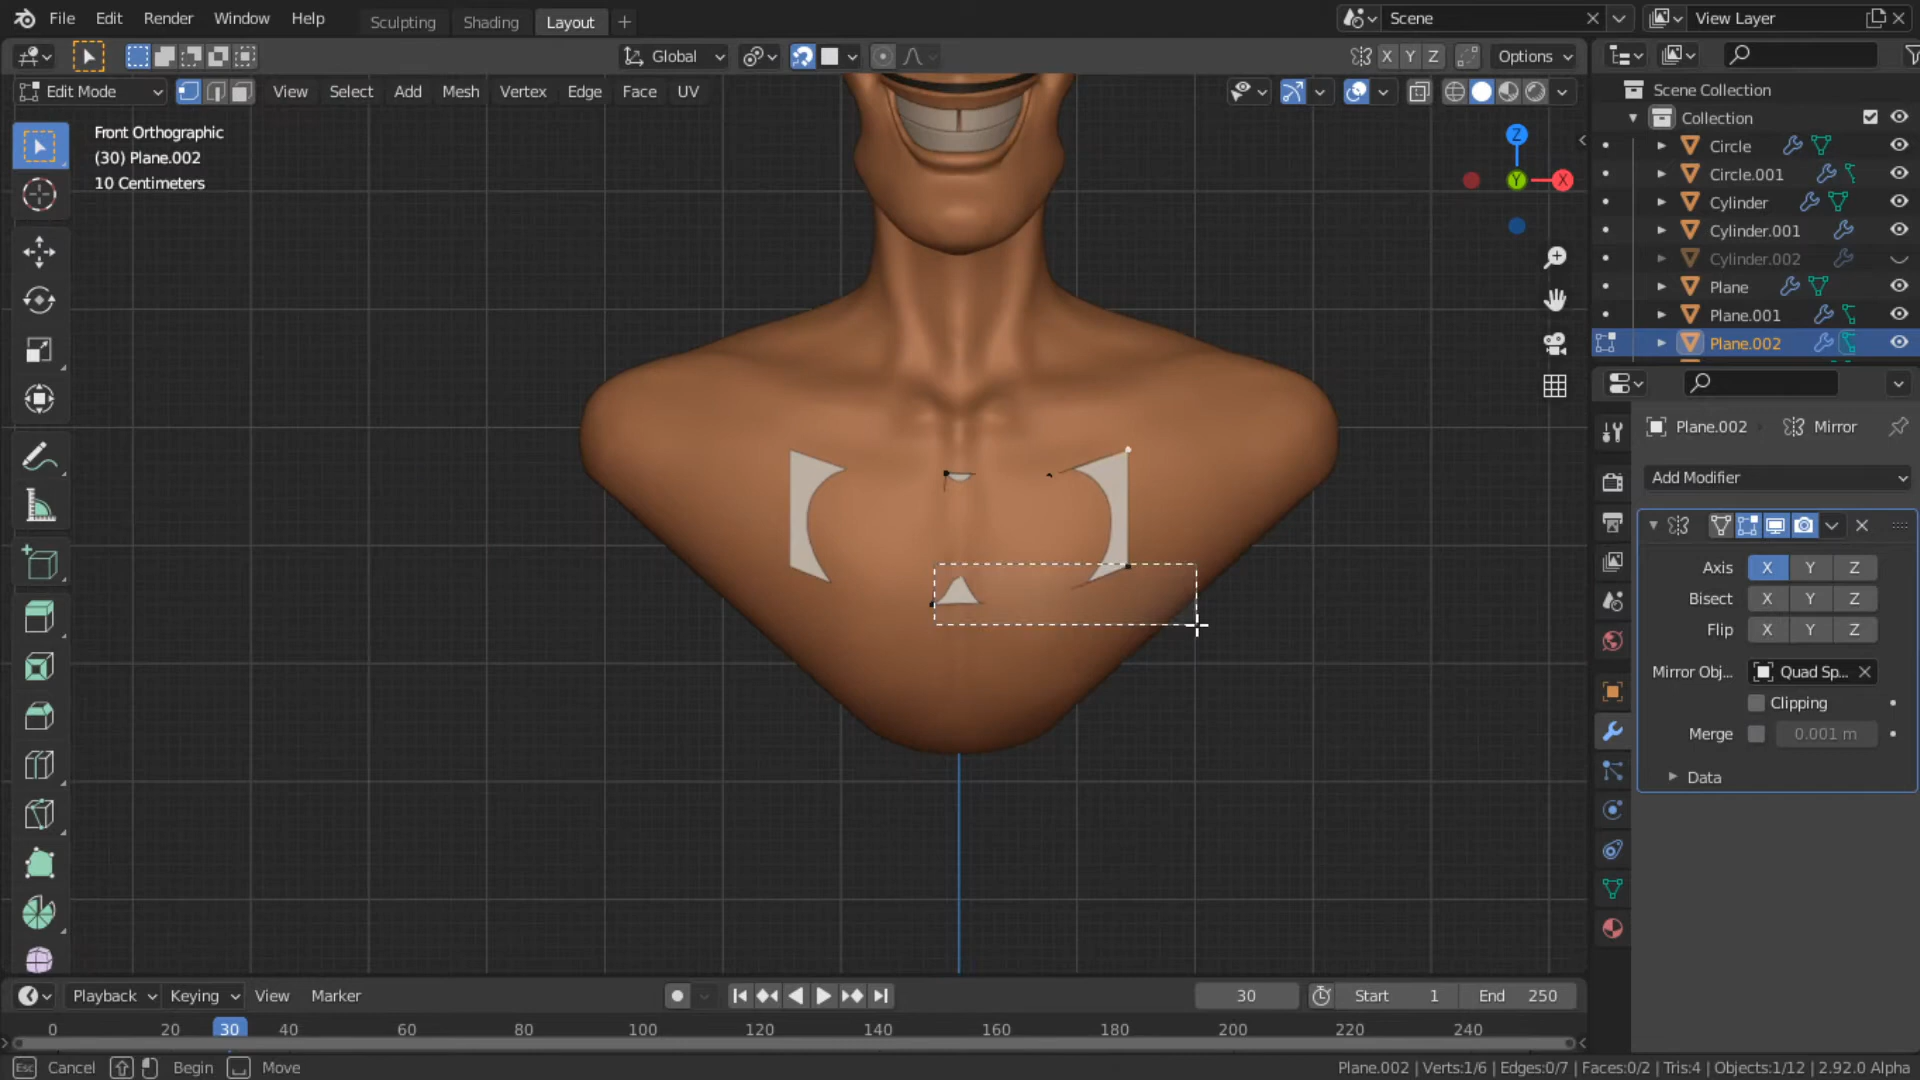 File Edit Render Window Help Sculpting Shading Layout + Scene View Layer
Global X Y Z Options
Edit Mode View Select Add Mesh Vertex Edge Face UV
Front Orthographic
(30) Plane.002
10 Centimeters
Z
Y
X
Scene Collection
Collection
Circle
Circle.001
Cylinder
Cylinder.001
Cylinder.002
Plane
Plane.001
Plane.002
Plane.002 Mirror
Add Modifier
Axis X Y Z
Bisect X Y Z
Flip X Y Z
Mirror Obj... Quad Sp...
Clipping
Merge 0.001 m
Data
Playback Keying View Marker 30 Start 1 End 250
0 20 30 40 60 80 100 120 140 160 180 200 220 240
Esc Cancel Begin Move Plane.002 | Verts:1/6 | Edges:0/7 | Faces:0/2 | Tris:4 | Objects:1/12 | 2.92.0 Alpha